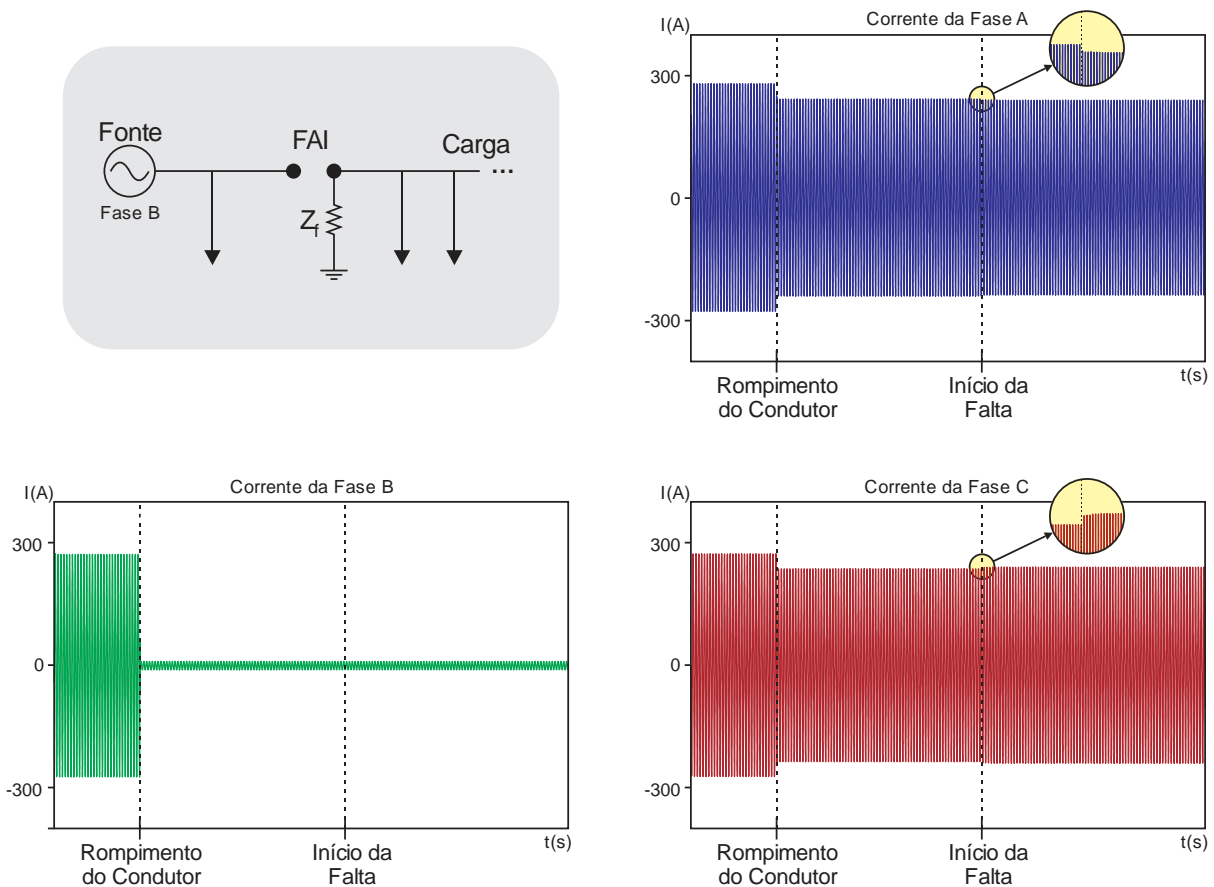 Fonte
Fase B
FAI
Carga
...
Zf
Corrente da Fase A
I(A)
300
0
-300
t(s)
Rompimento
do Condutor
Início da
Falta
Corrente da Fase B
I(A)
300
0
-300
t(s)
Rompimento
do Condutor
Início da
Falta
Corrente da Fase C
I(A)
300
0
-300
t(s)
Rompimento
do Condutor
Início da
Falta